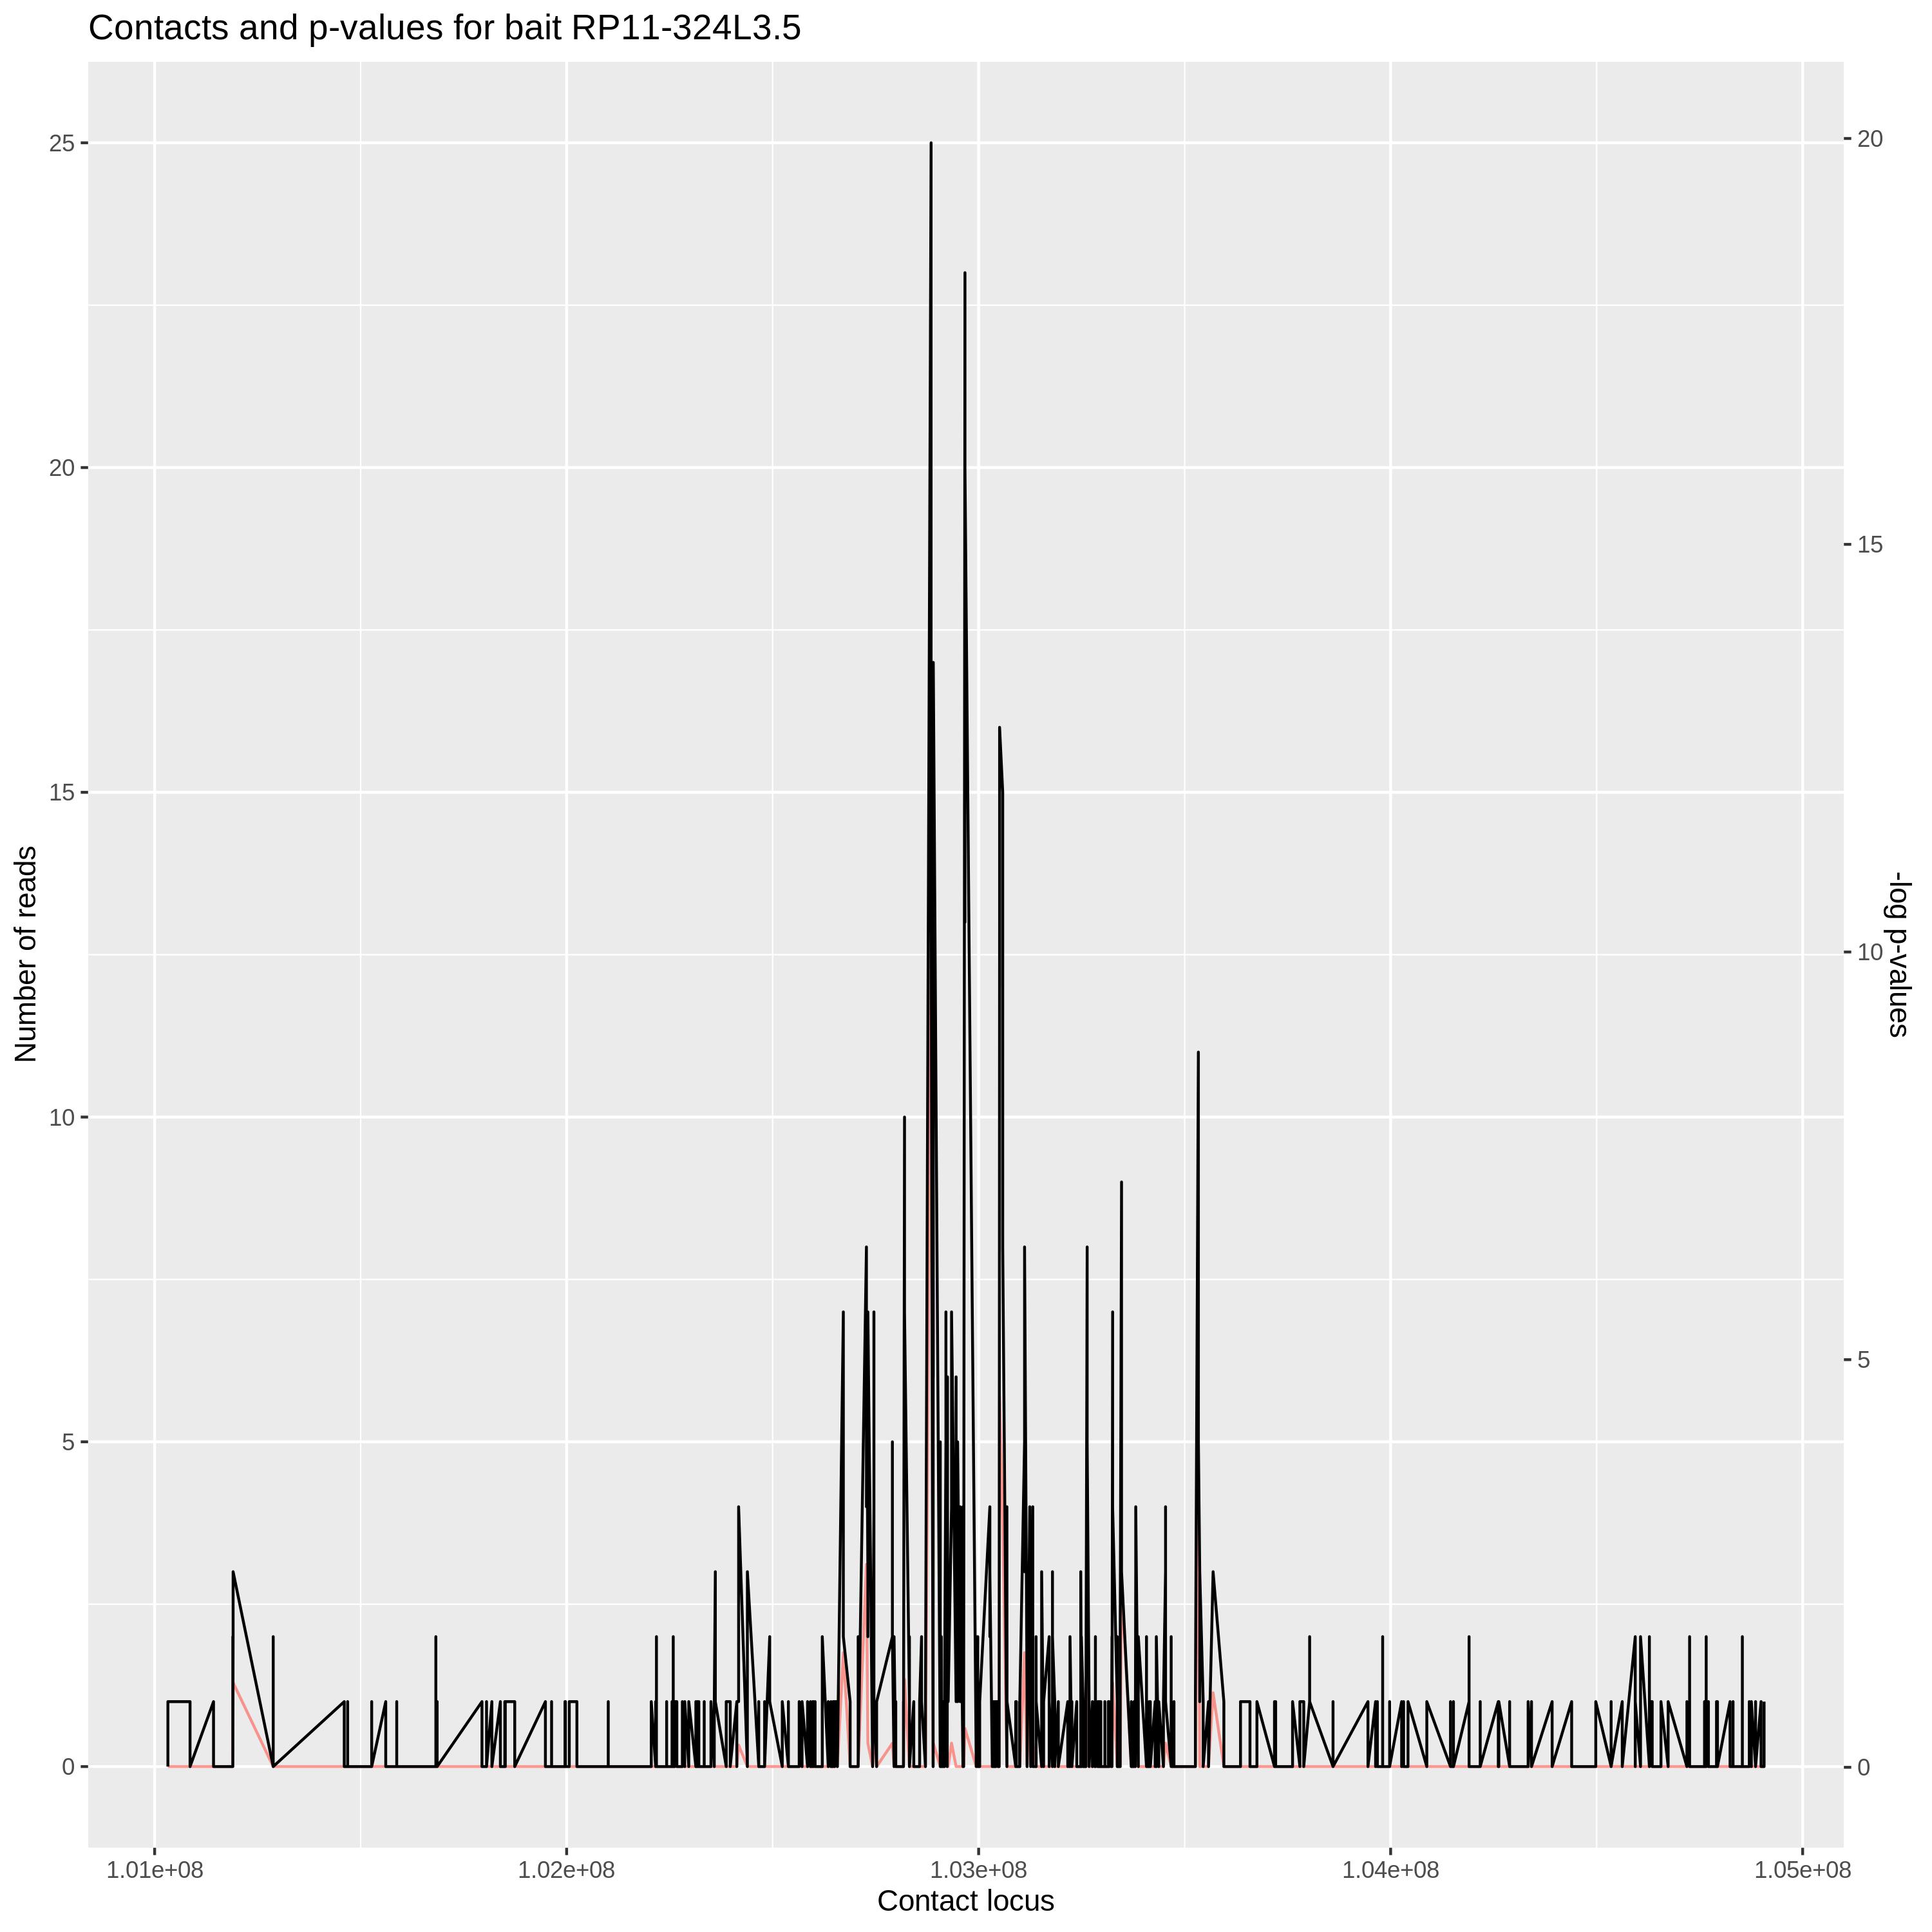 Contacts and p-values for bait RP11-324L3.5
25
20
15
10
5
0
Number of reads
20
15
10
5
0
-log p-values
1.01e+08
1.02e+08
1.03e+08
1.04e+08
1.05e+08
Contact locus